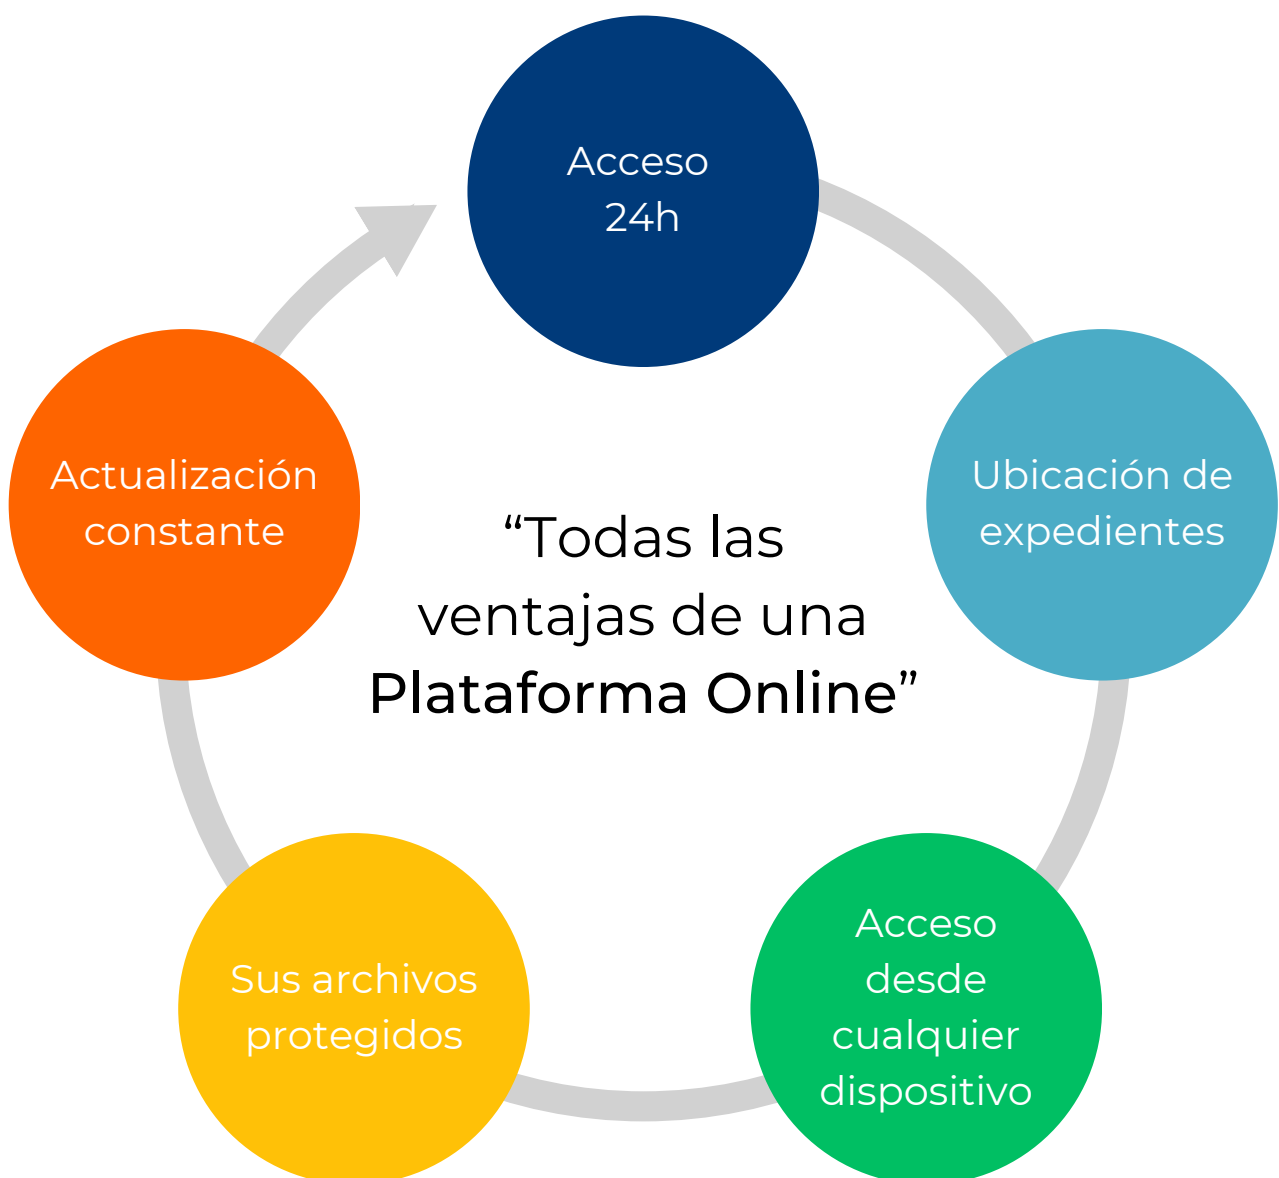 Acceso
24h
Ubicación de
expedientes
Acceso
desde
cualquier
dispositivo
Sus archivos
protegidos
Actualización
constante
“Todas las
ventajas de una
Plataforma Online”